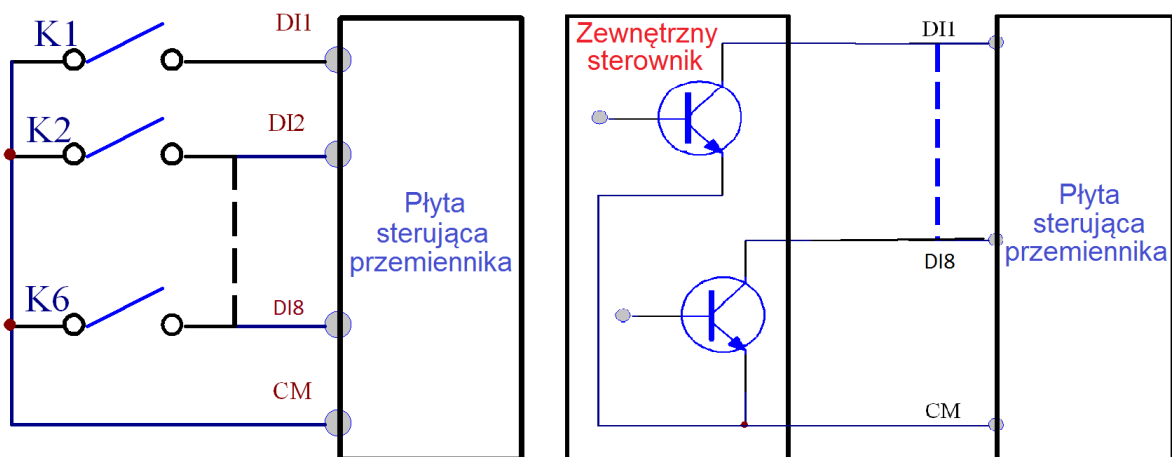 K1
DI1
K2
DI2
Płyta
sterująca
przemiennika
K6
DI8
CM
Zewnętrzny
sterownik
DI1
Płyta
sterująca
przemiennika
DI8
CM